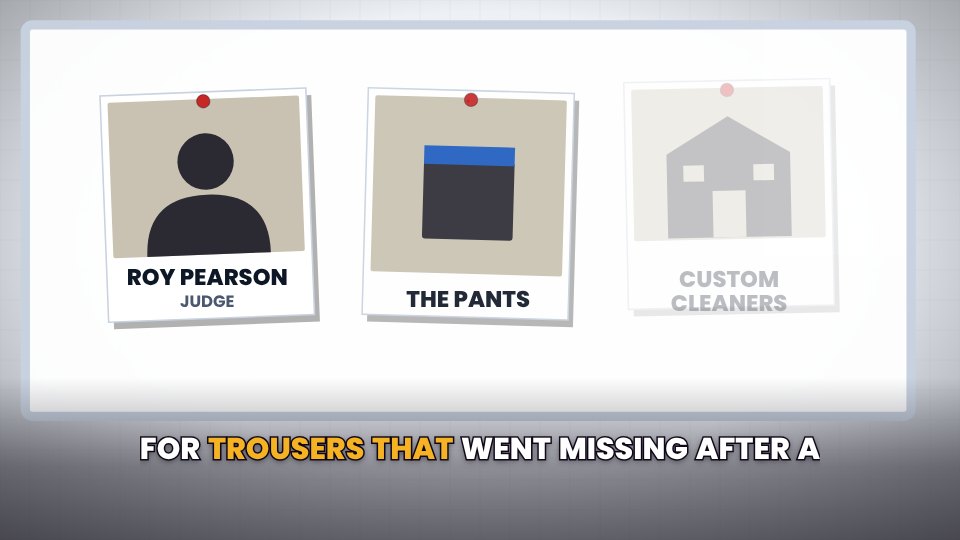 ROY PEARSON
JUDGE
THE PANTS
CUSTOM
CLEANERS
FOR TROUSERS THAT WENT MISSING AFTER A